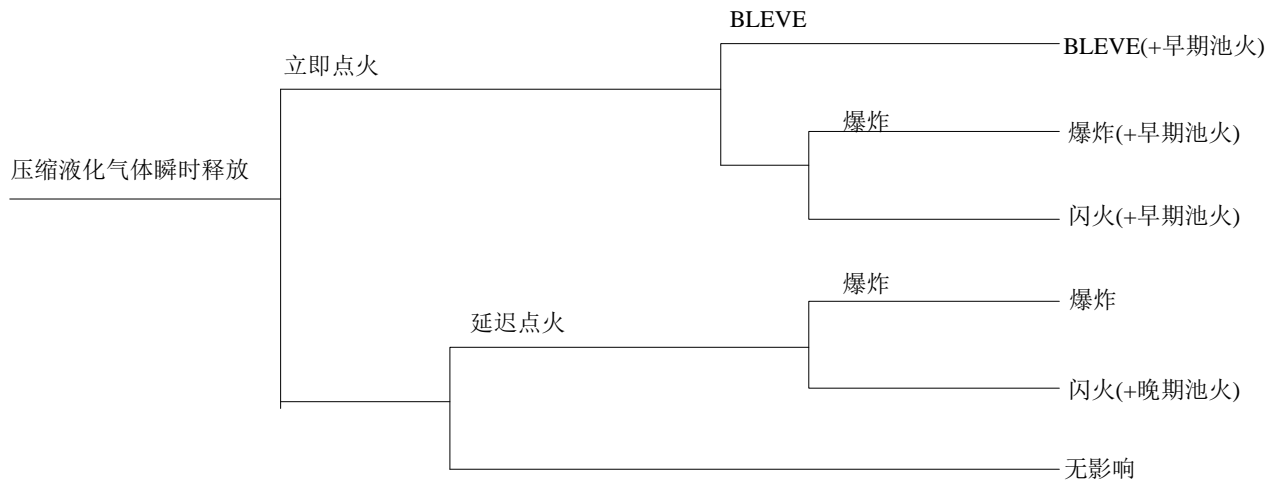 BLEVE
BLEVE(+早期池火)
立即点火
爆炸
爆炸(+早期池火)
压缩液化气体瞬时释放
闪火(+早期池火)
爆炸
爆炸
延迟点火
闪火(+晚期池火)
无影响